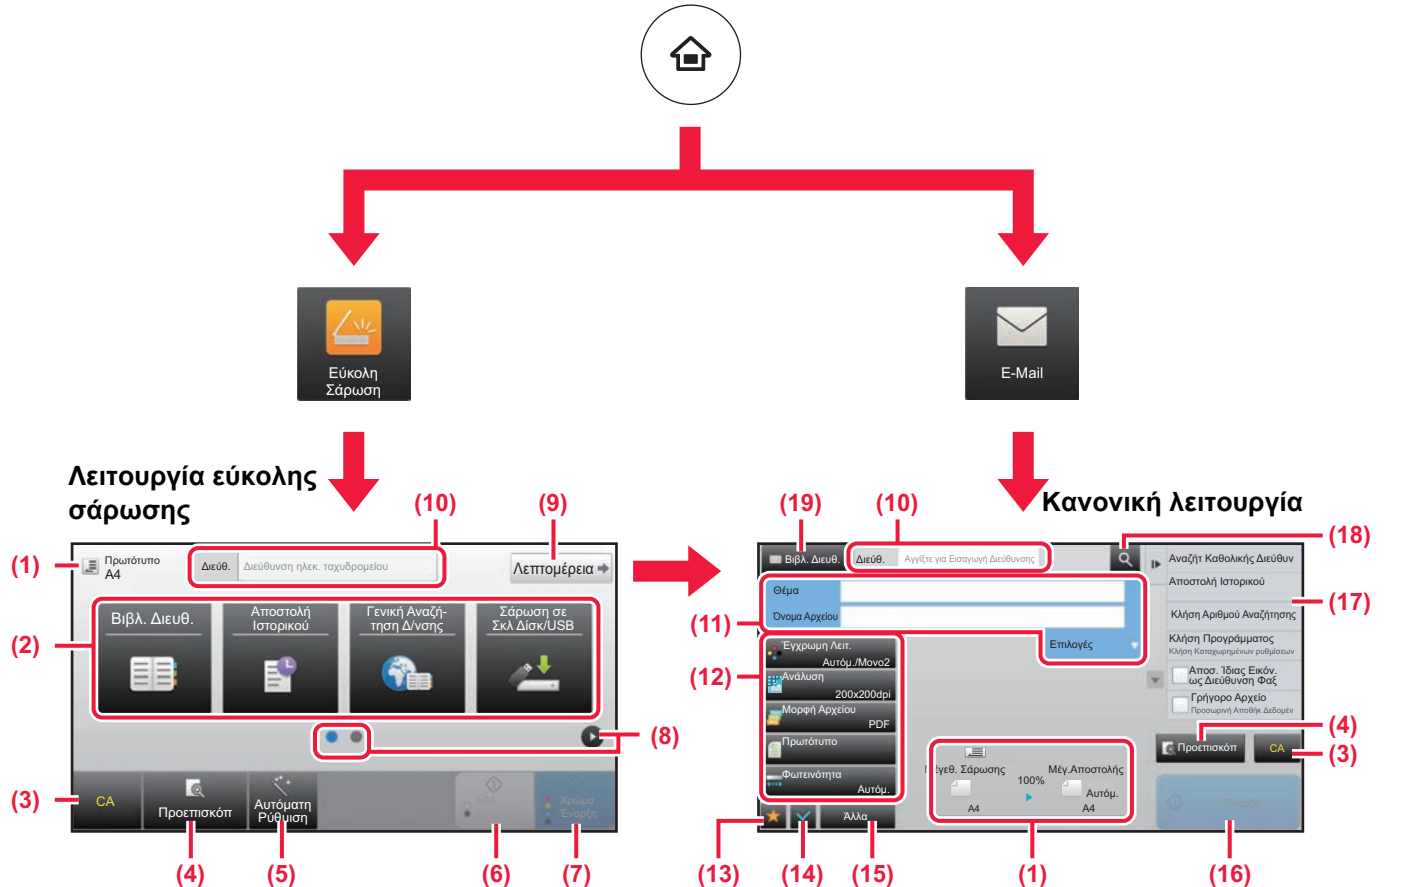 Εύκολη
Σάρωση
E-Mail
Λειτουργία εύκολης
σάρωσης
Κανονική λειτουργία
(10)
(9)
(19)
(10)
(18)
(1)
Πρωτότυπο
A4
Διεύθ.
Διεύθυνση ηλεκ. ταχυδρομείου
Λεπτομέρεια
Βιβλ. Διευθ.
Διεύθ.
Αγγίξτε για Εισαγωγή Διεύθυνσης
Αναζήτ Καθολικής Διεύθυν
Αποστολή Ιστορικού
(17)
Κλήση Αριθμού Αναζήτησης
Κλήση Προγράμματος
Κλήση Καταχωρημένων ρυθμίσεων
Αποσ. Ίδιας Εικόν.
ως Διεύθυνση Φαξ
Γρήγορο Αρχείο
Προσωρινή Αποθήκ Δεδομέν
(2)
Βιβλ. Διευθ.
Αποστολή
Ιστορικού
Γενική Αναζή-
τηση Δ/νσης
Σάρωση σε
Σκλ Δίσκ/USB
(11)
Θέμα
Όνομα Αρχείου
Επιλογές
(12)
Έγχρωμη Λειτ.
Αυτόμ./Μονο2
Ανάλυση
200x200dpi
Μορφή Αρχείου
PDF
Πρωτότυπο
Φωτεινότητα
Αυτόμ.
(8)
(4)
(3)
Προεπισκόπ
CA
Μέγεθ. Σάρωσης
100%
Μέγ.Αποστολής
A4
Αυτόμ.
A4
(3)
CA
Προεπισκόπ
Αυτόματη
Ρύθμιση
Χρώμα
Έναρξη
Άλλα
Έναρξη
(4)
(5)
(6)
(7)
(13)
(14)
(15)
(1)
(16)